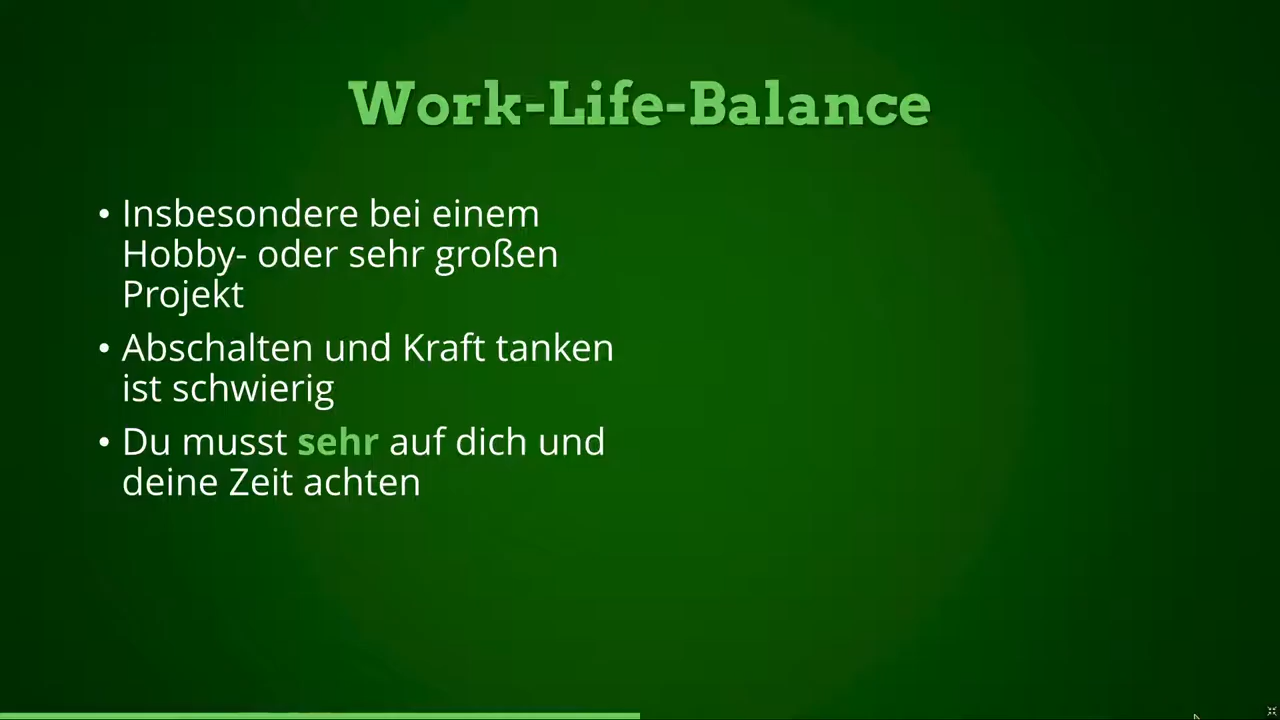 Work-Life-Balance
• Insbesondere bei einem
Hobby- oder sehr großen
Projekt
• Abschalten und Kraft tanken
ist schwierig
• Du musst sehr auf dich und
deine Zeit achten